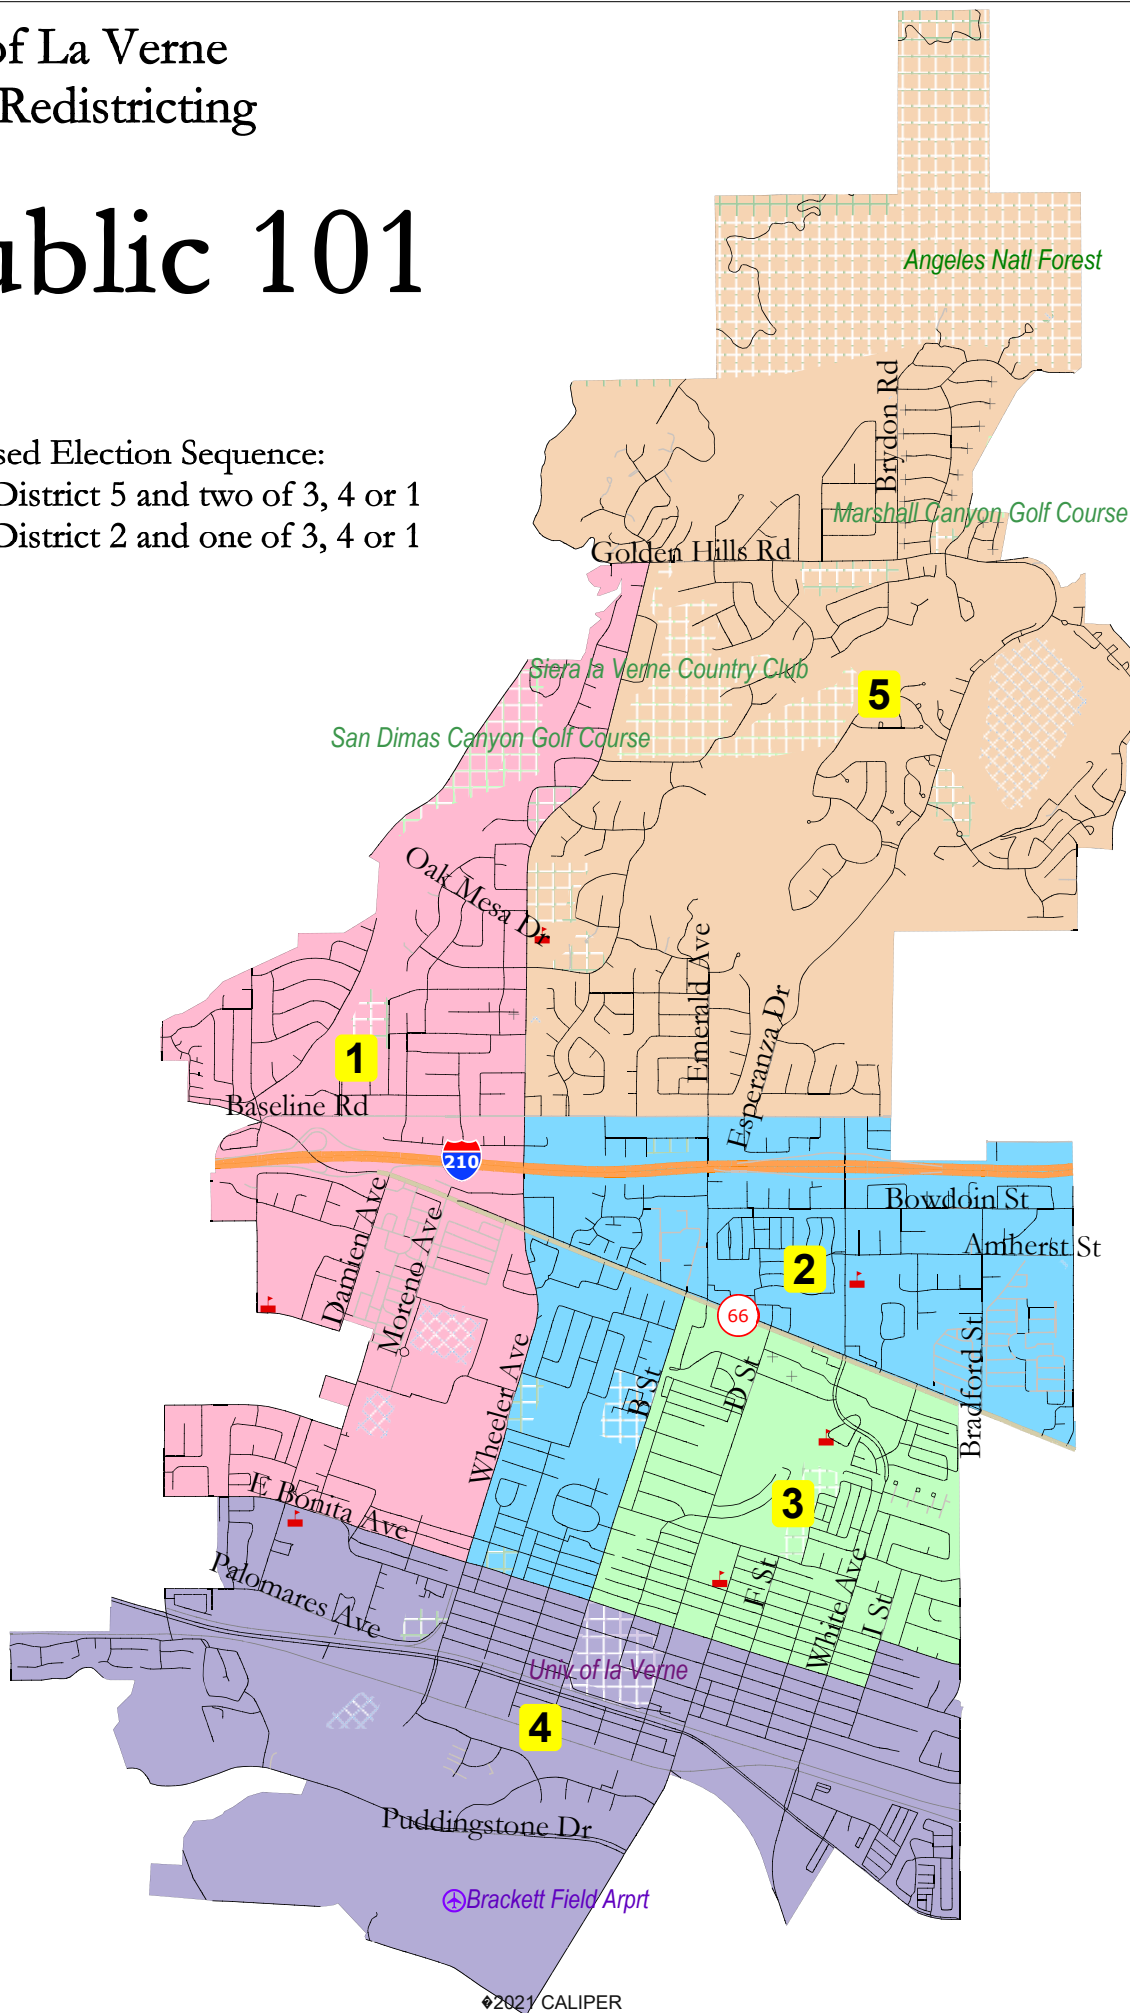 of La Verne
Redistricting
ublic 101
Angeles Natl Forest
Brydon Rd
sed Election Sequence:
District 5 and two of 3, 4 or 1
District 2 and one of 3, 4 or 1
Marshall Canyon Golf Course
Golden Hills Rd
Siera la Verne Country Club
5
San Dimas Canyon Golf Course
Oak Mesa Dr
Emerald Ave
Esperanza Dr
1
Baseline Rd
210
Bowdoin St
Amherst St
Damien Ave
Moreno Ave
2
66
Bradford St
Wheeler Ave
B St
D St
E Bonita Ave
3
Palomares Ave
F St
White Ave
I St
Univ of la Verne
4
Puddingstone Dr
Brackett Field Arprt
�2021 CALIPER